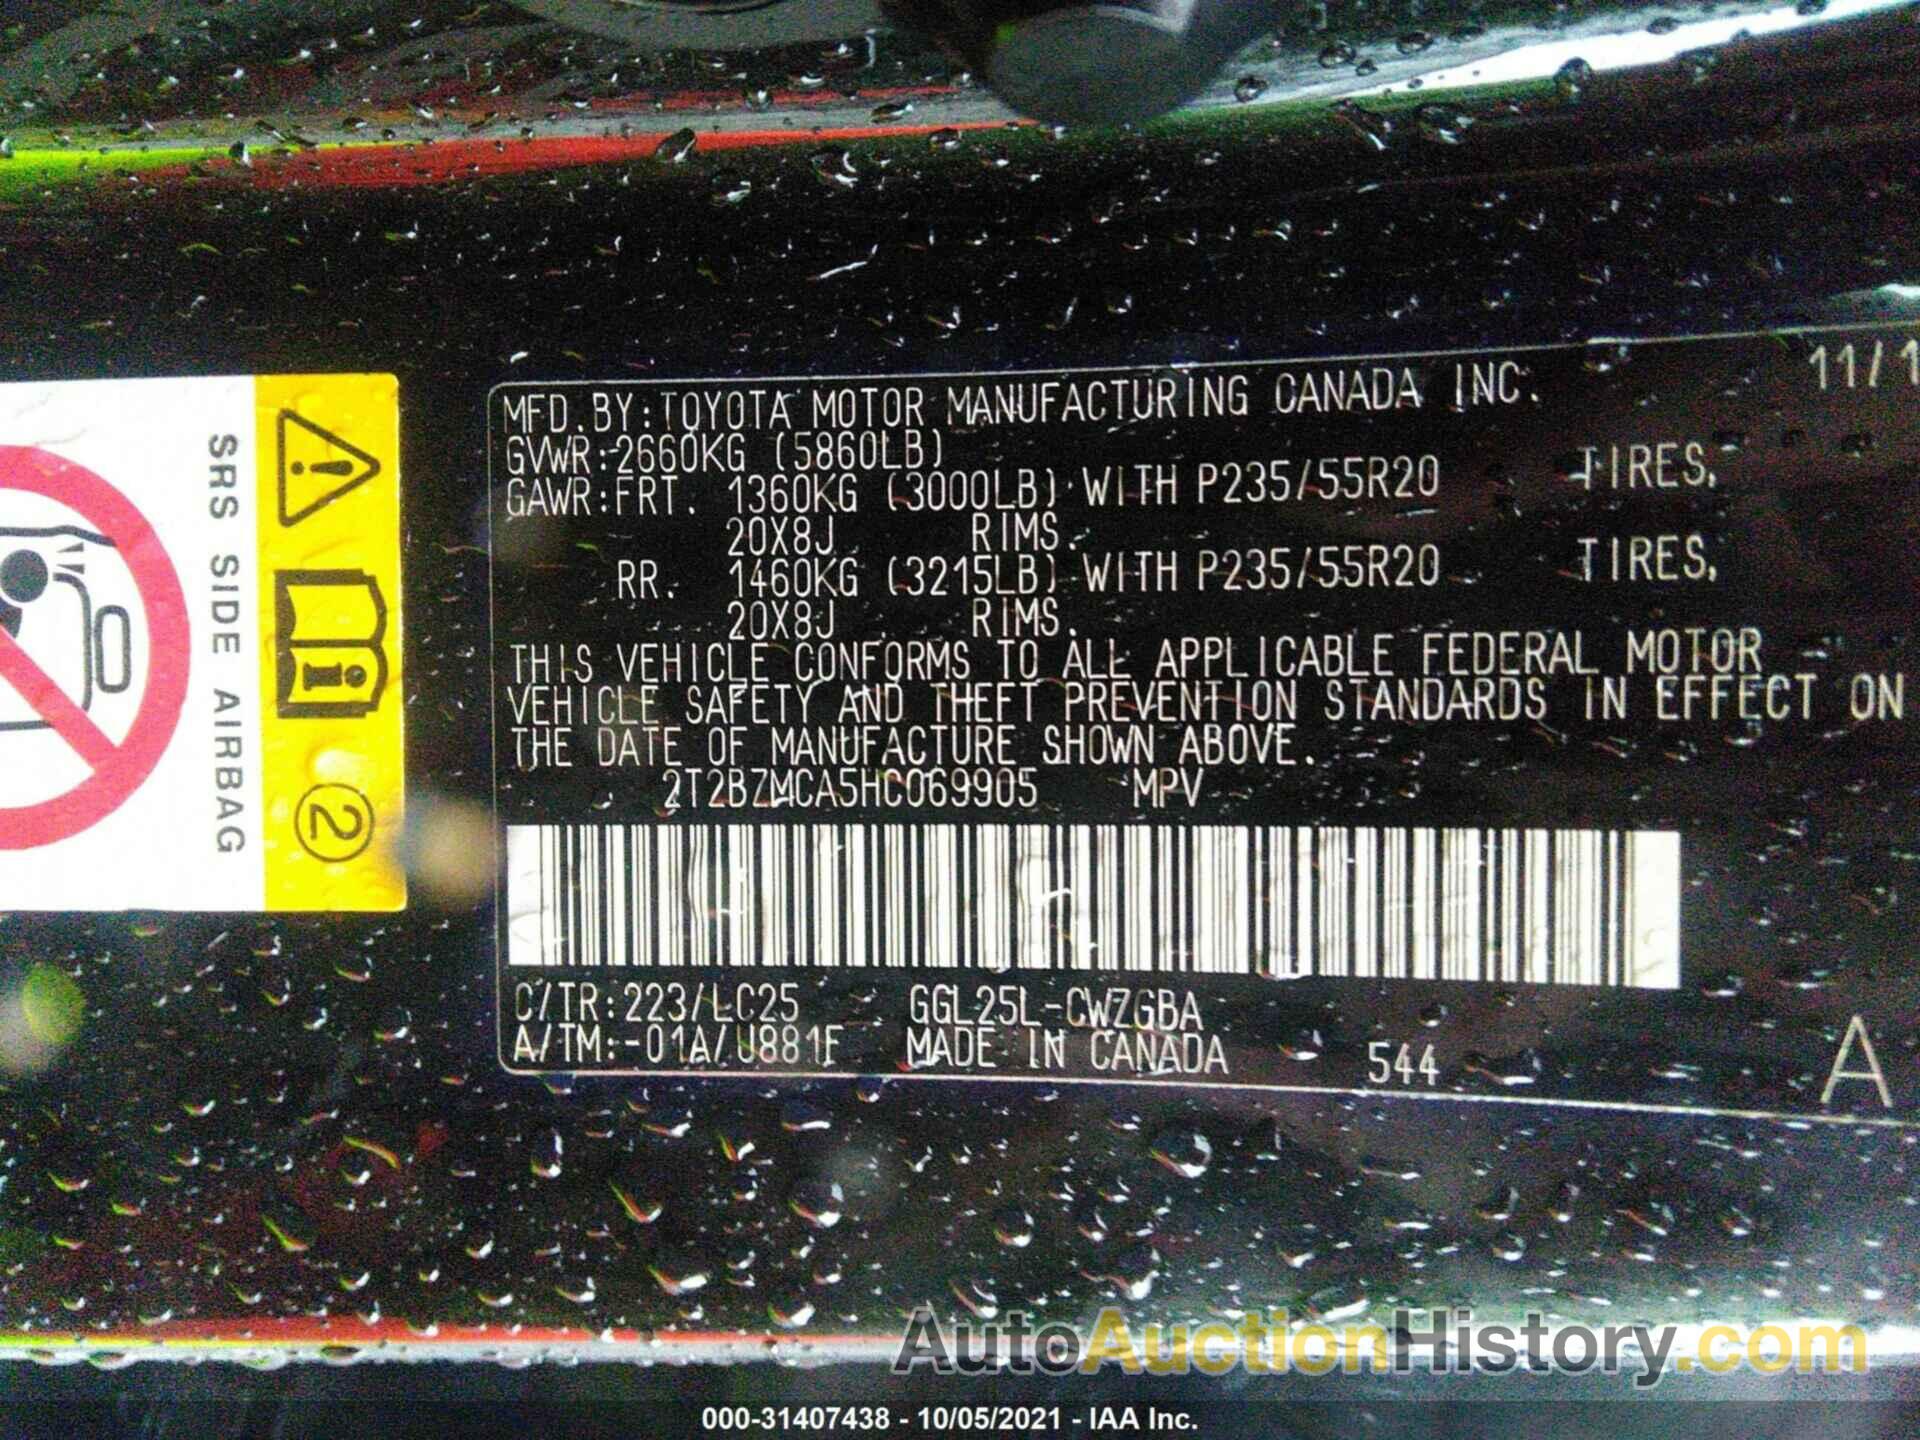 MFD.BY:TOYOTA MOTOR MANUFACTURING CANADA INC. 11/1
GVWR:2660KG (5860LB)
GAWR:FRT. 1360KG (3000LB) WITH P235/55R20 TIRES,
20X8J RIMS.
RR. 1460KG (3215LB) WITH P235/55R20 TIRES,
20X8J RIMS.
THIS VEHICLE CONFORMS TO ALL APPLICABLE FEDERAL MOTOR
VEHICLE SAFETY AND THEFT PREVENTION STANDARDS IN EFFECT ON
THE DATE OF MANUFACTURE SHOWN ABOVE.
2T2BZMCA5HC069905 MPV
C/TR:223/LC25 GGL25L-CWZGBA
A/TM:-01A/U881F MADE IN CANADA 544
A
SRS SIDE AIRBAG
2
AutoAuctionHistory.com
000-31407438 - 10/05/2021 - IAA Inc.